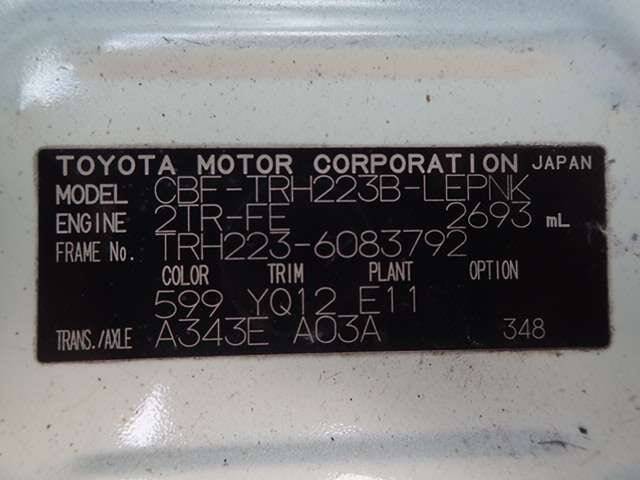 TOYOTA MOTOR CORPORATION JAPAN
MODEL CBF-TRH223B-LEPNK
ENGINE 2TR-FE 2693 mL
FRAME No. TRH223-6083792
COLOR TRIM PLANT OPTION
599 YQ12 E11
TRANS./AXLE A343E A03A 348